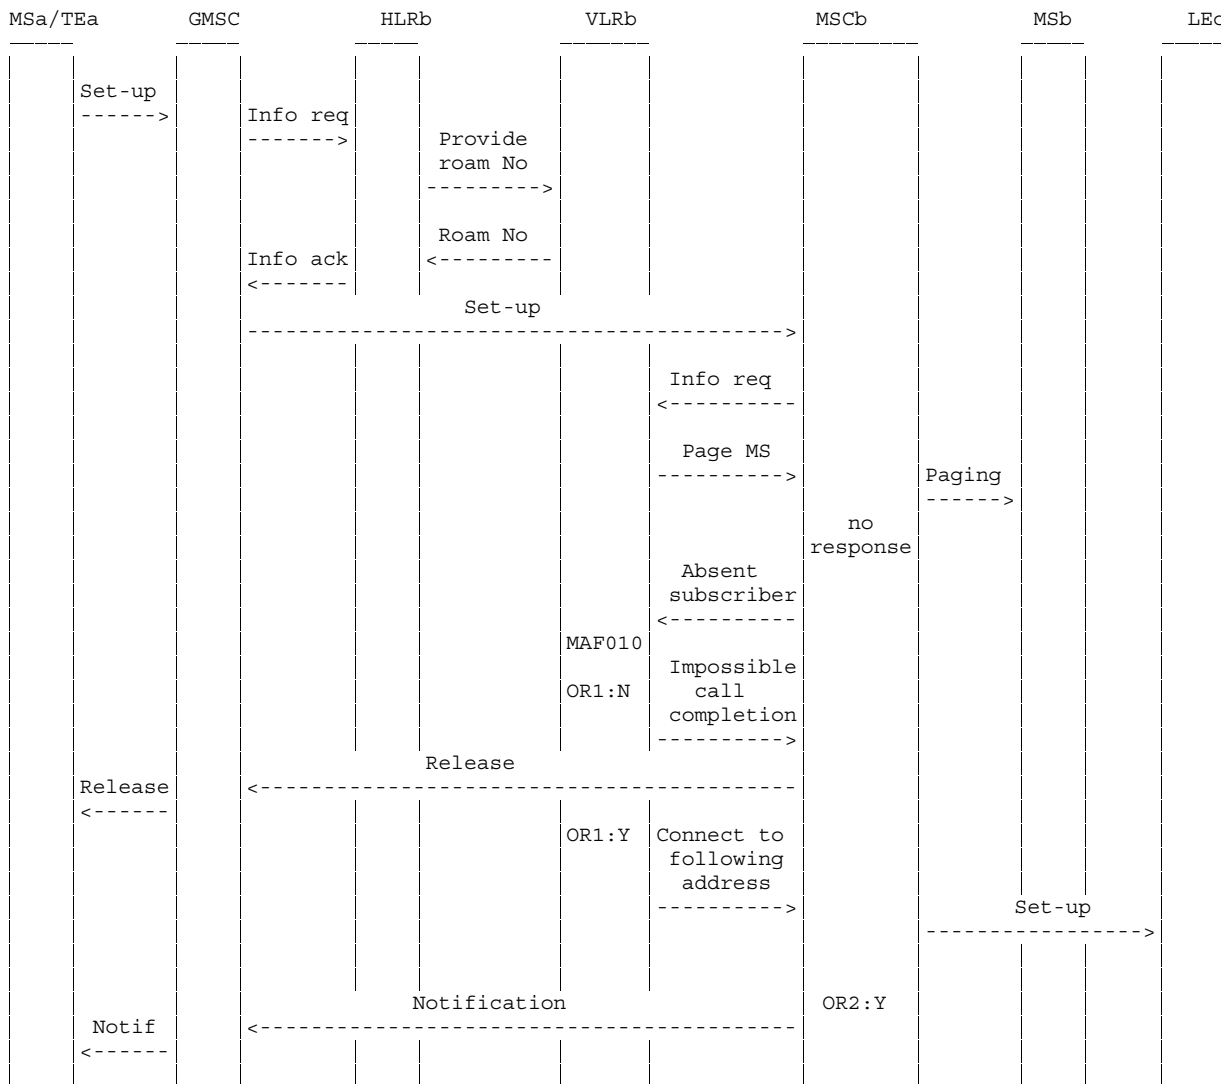 MSa/TEa GMSC HLRb VLRb MSCb MSb LEc
Set-up
------> Info req
-------> Provide
roam No
--------->
Roam No
Info ack <---------
<-------
Set-up
------------------------------------------>
Info req
<----------
Page MS
----------> Paging
------>
no
response
Absent
subscriber
<----------
MAF010
Impossible
OR1:N call
completion
---------->
Release
Release <------------------------------------------
<------
OR1:Y Connect to
following
address
----------> Set-up
----------------->
Notification OR2:Y
Notif <------------------------------------------
<------